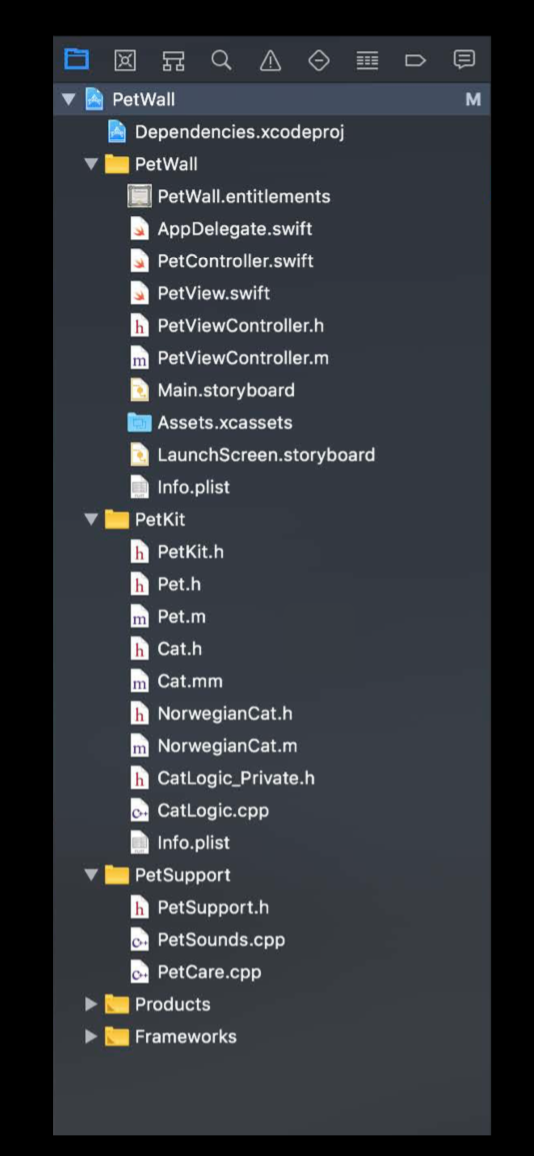 PetWall M
Dependencies.xcodeproj
PetWall
PetWall.entitlements
AppDelegate.swift
PetController.swift
PetView.swift
h PetViewController.h
m PetViewController.m
Main.storyboard
Assets.xcassets
LaunchScreen.storyboard
Info.plist
PetKit
h PetKit.h
h Pet.h
m Pet.m
h Cat.h
m Cat.mm
h NorwegianCat.h
m NorwegianCat.m
h CatLogic_Private.h
C+ CatLogic.cpp
Info.plist
PetSupport
h PetSupport.h
C+ PetSounds.cpp
C+ PetCare.cpp
Products
Frameworks